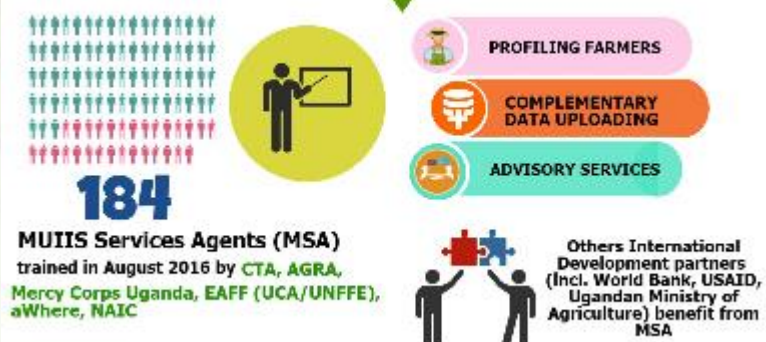 184
MUIIS Services Agents (MSA)
trained in August 2016 by CTA, AGRA,
Mercy Corps Uganda, EAFF (UCA/UNFFE),
aWhere, NAIC
PROFILING FARMERS
COMPLEMENTARY
DATA UPLOADING
ADVISORY SERVICES
Others International
Development partners
(Incl. World Bank, USAID,
Ugandan Ministry of
Agriculture) benefit from
MSA